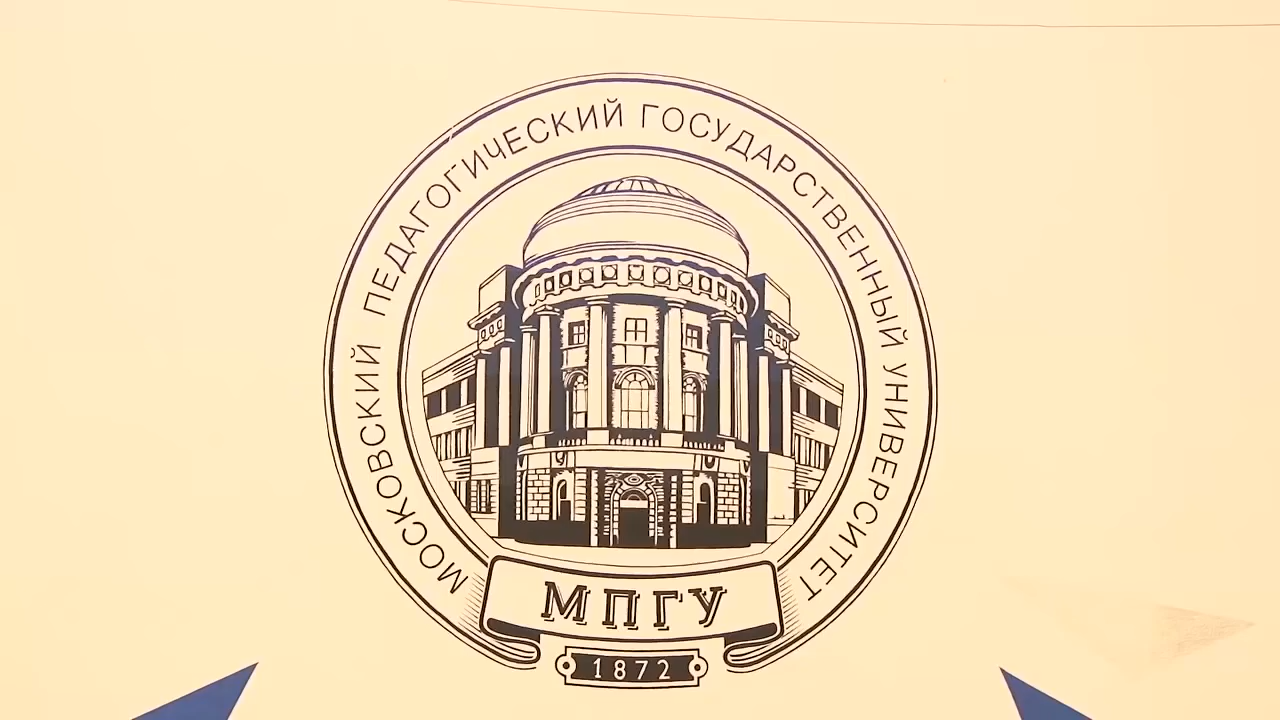 МОСКОВСКИЙ ПЕДАГОГИЧЕСКИЙ ГОСУДАРСТВЕННЫЙ УНИВЕРСИТЕТ
МПГУ
1872